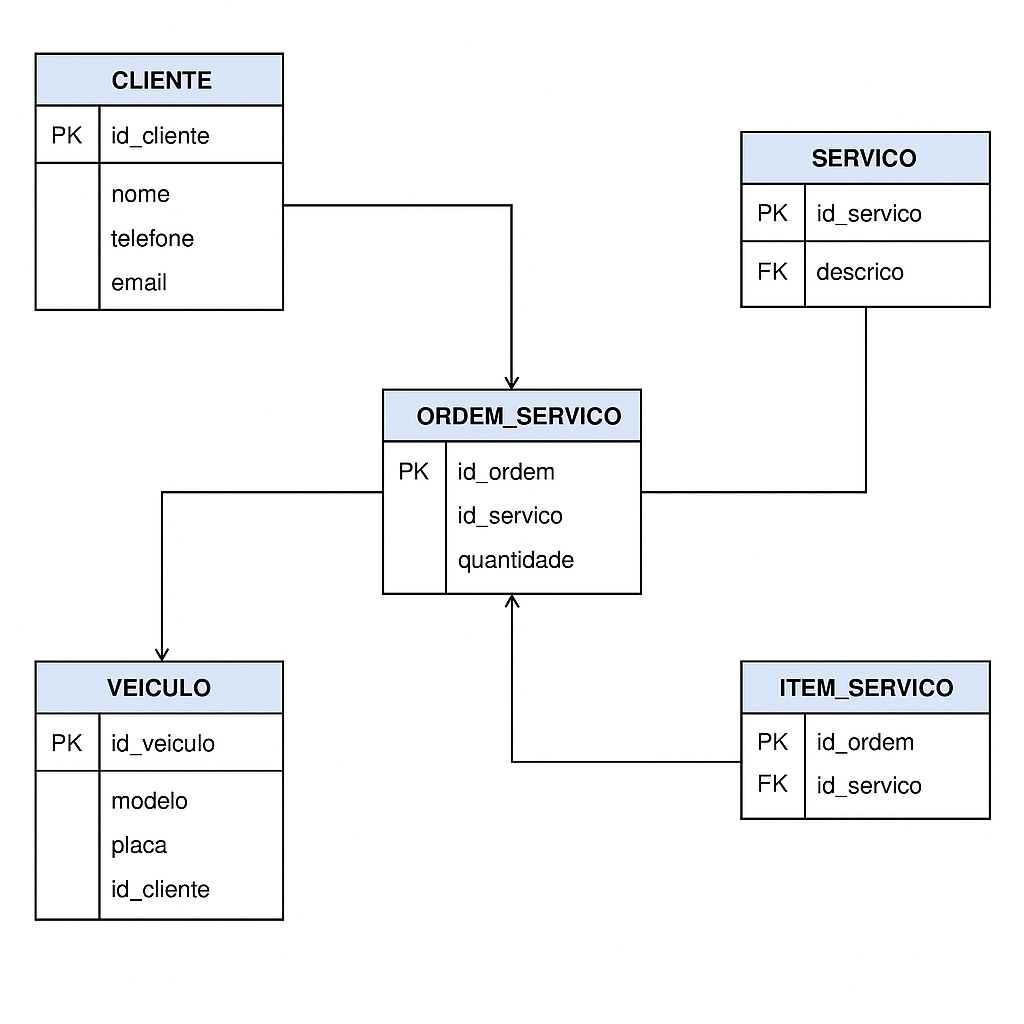 CLIENTE
PK id_cliente
nome
telefone
email
SERVICO
PK id_servico
FK descrico
ORDEM_SERVICO
PK id_ordem
id_servico
quantidade
VEICULO
PK id_veiculo
modelo
placa
id_cliente
ITEM_SERVICO
PK id_ordem
FK id_servico